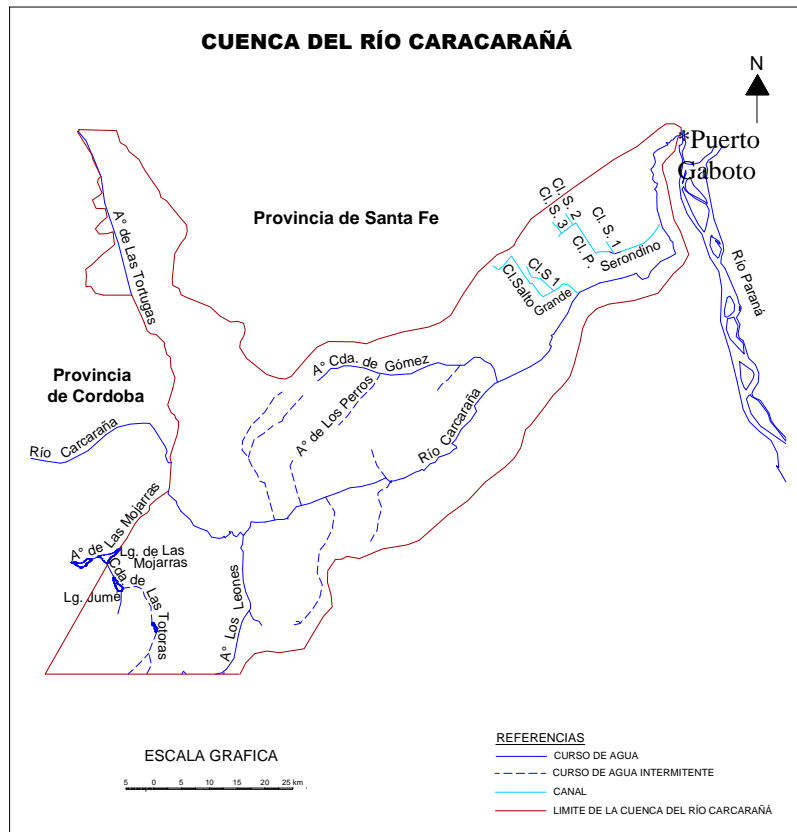 CUENCA DEL RÍO CARACARAÑÁ
N
*Puerto
Gaboto
Cl. S. 2
Cl. S. 3
Cl. S. 1
Cl. P.
Serondino
Cl.S.1
Cl.Salto
Grande
Río Paraná
Provincia de Santa Fe
A° de Las Tortugas
A° Cda. de Gómez
A° de Los Perros
Provincia
de Cordoba
Río Carcaraña
Río Carcaraña
A° de Las Mojarras
Lg. de Las
Mojarras
Cda. de Las Totoras
Lg. Jume
A° Los Leones
ESCALA GRAFICA
5 0 5 10 15 20 25 km
REFERENCIAS
CURSO DE AGUA
CURSO DE AGUA INTERMITENTE
CANAL
LIMITE DE LA CUENCA DEL RÍO CARCARAÑÁ